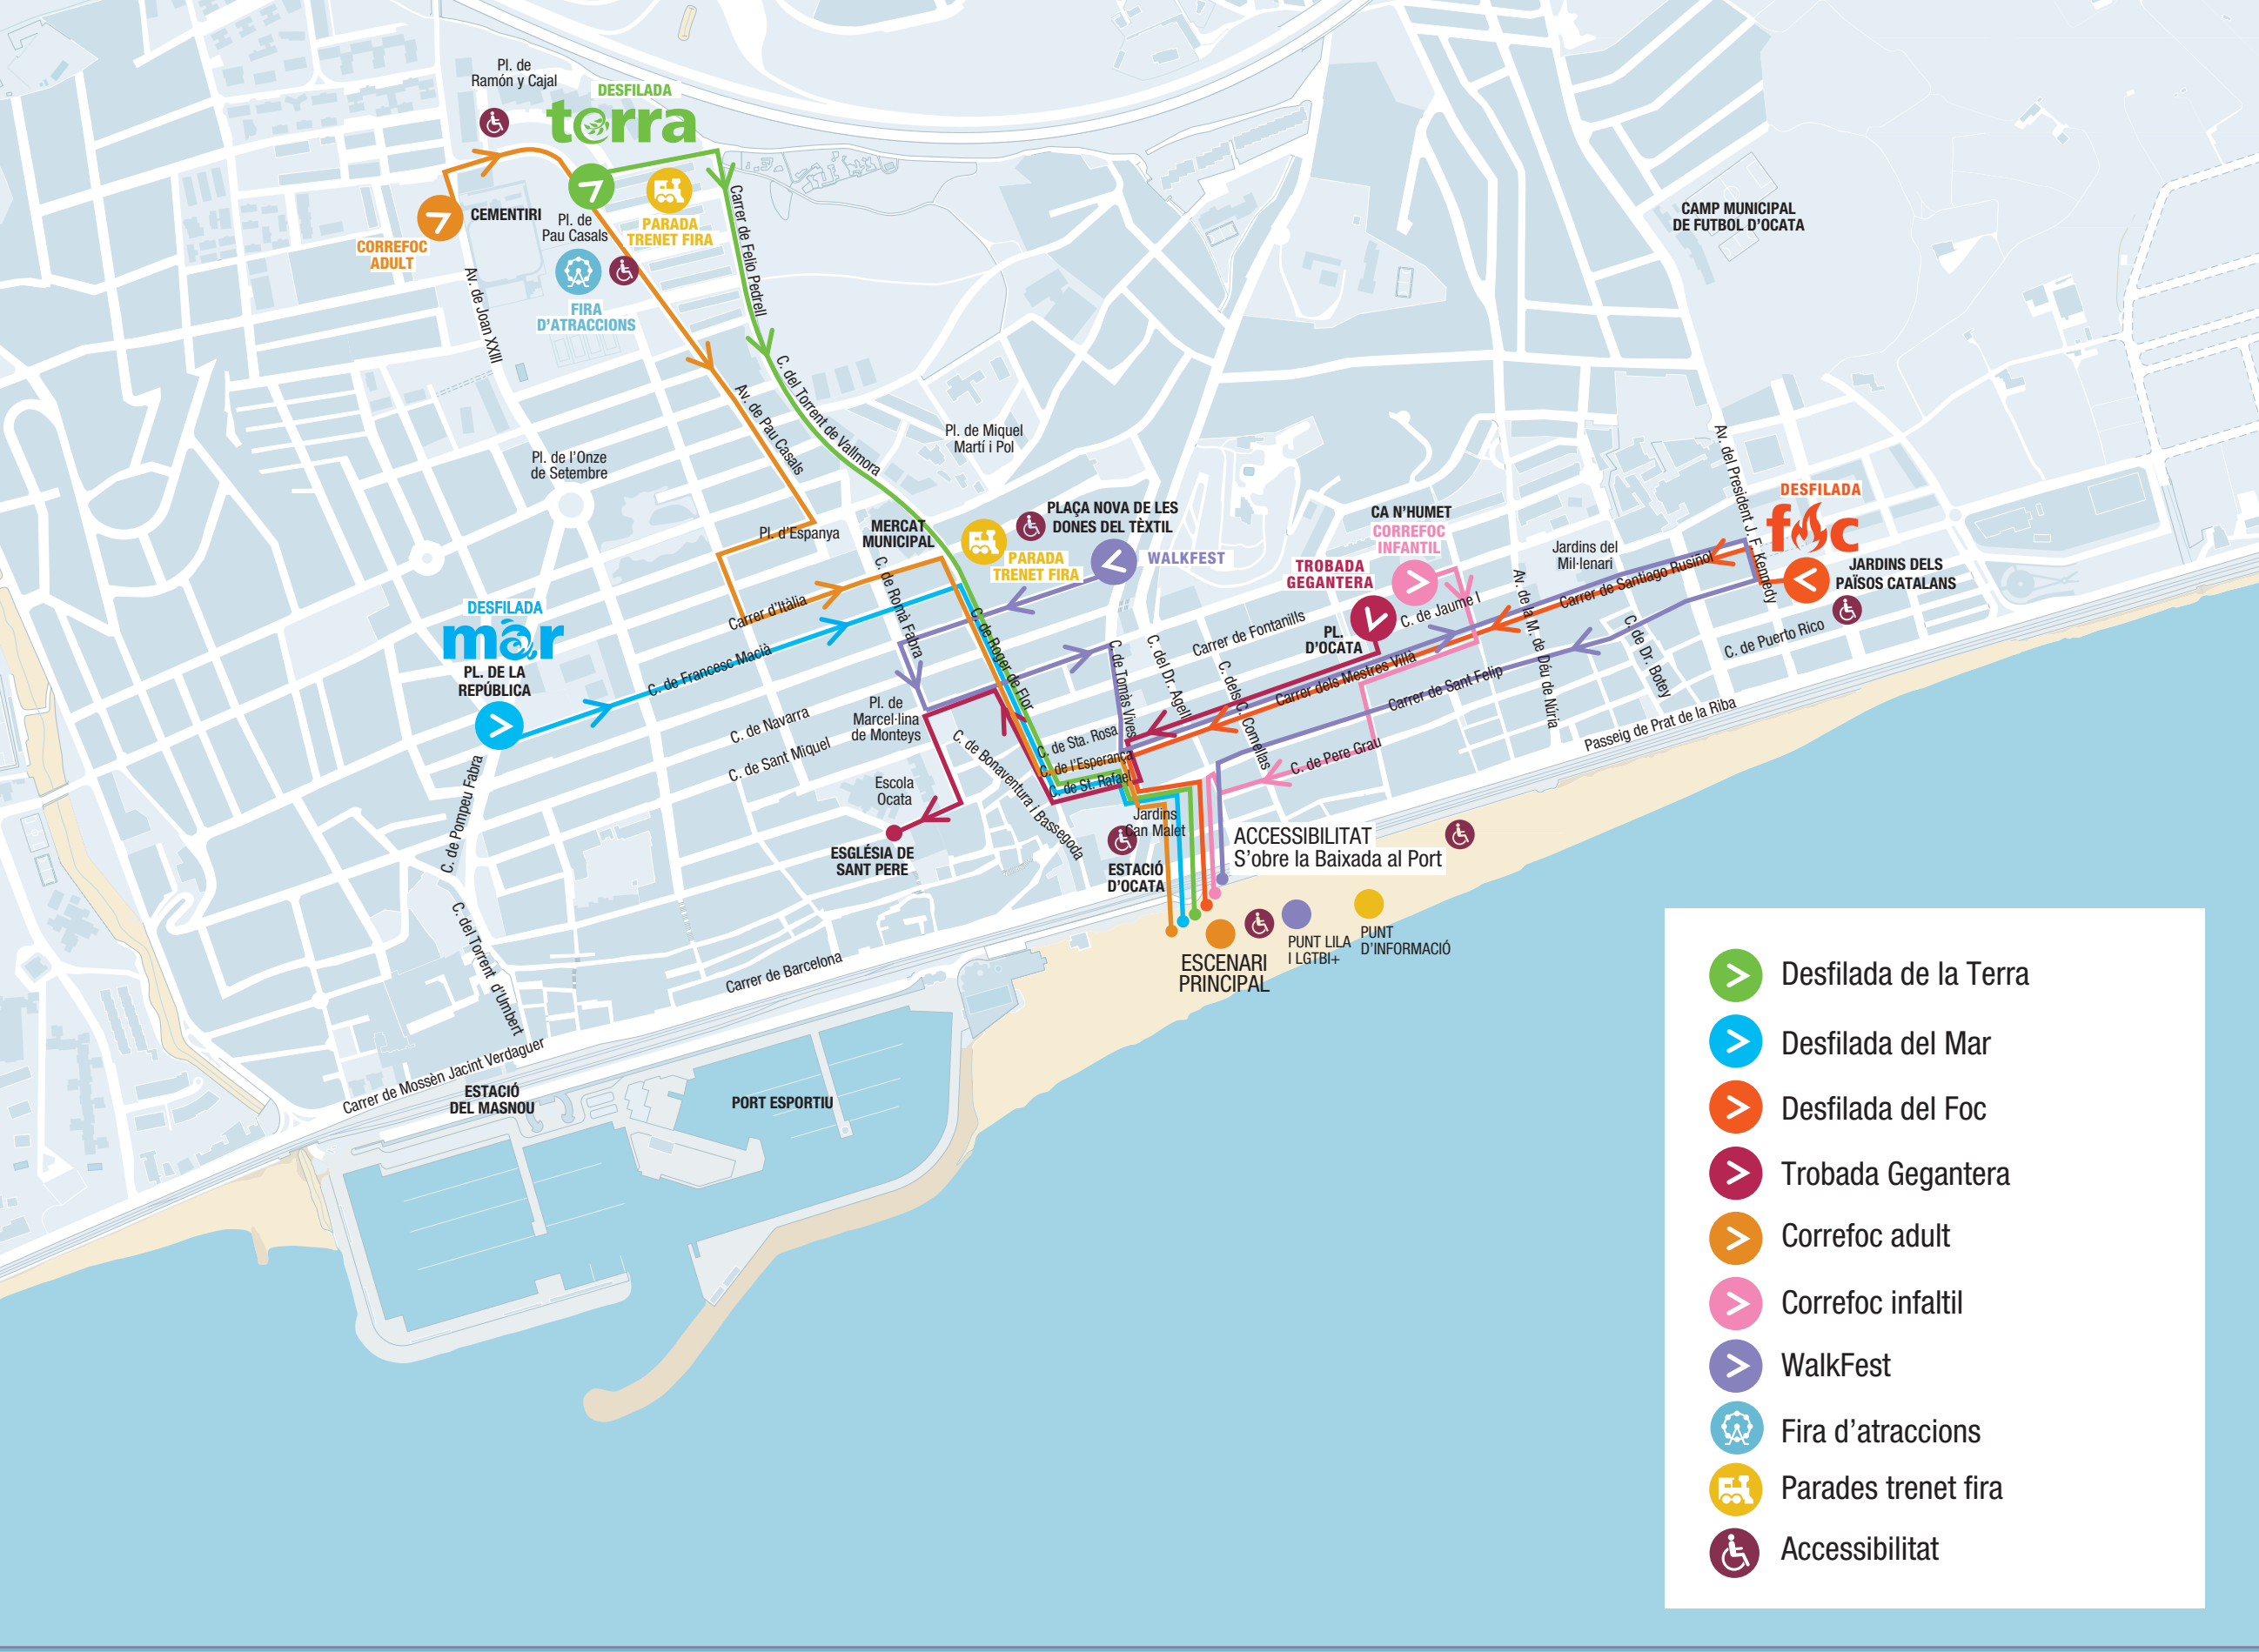 Pl. de
Ramón y Cajal
DESFILADA
terra
CEMENTIRI
CORREFOC
ADULT
Pl. de
Pau Casals
PARADA
TRENET FIRA
FIRA
D'ATRACCIONS
Av. de Joan XXIII
Carrer de Felio Pedrell
C. del Torrent de Vallmora
Av. de Pau Casals
CAMP MUNICIPAL
DE FUTBOL D'OCATA
Pl. de Miquel
Martí i Pol
Pl. de l'Onze
de Setembre
Pl. d'Espanya
MERCAT
MUNICIPAL
PLAÇA NOVA DE LES
DONES DEL TÈXTIL
PARADA
TRENET FIRA
WALKFEST
CA N'HUMET
CORREFOC
INFANTIL
TROBADA
GEGANTERA
PL.
D'OCATA
Jardins del
Mil·lenari
Av. del President J. F. Kennedy
DESFILADA
foc
JARDINS DELS
PAÏSOS CATALANS
Carrer de Santiago Rusiñol
C. de Puerto Rico
C. de Dr. Botey
Av. de la M. de Déu de Núria
C. de Jaume I
Carrer de Fontanills
Carrer dels Mestres Villà
Carrer de Sant Felip
Passeig de Prat de la Riba
C. de Pere Grau
C. dels C. Comellas
C. del Dr. Agell
C. de Tomàs Vives
C. de Roger de Flor
C. de Romà Fabra
Carrer d'Itàlia
DESFILADA
mar
PL. DE LA
REPÚBLICA
C. de Francesc Macià
C. de Navarra
C. de Sant Miquel
Pl. de
Marcel·lina
de Monteys
C. de Bonaventura i Bassegoda
C. de Sta. Rosa
C. de l'Esperança
C. de St. Rafael
Escola
Ocata
ESGLÉSIA DE
SANT PERE
Jardins
Can Malet
ESTACIÓ
D'OCATA
ACCESSIBILITAT
S'obre la Baixada al Port
PUNT LILA
I LGTBI+
PUNT
D'INFORMACIÓ
ESCENARI
PRINCIPAL
C. de Pompeu Fabra
C. del Torrent d'Umbert
Carrer de Barcelona
Carrer de Mossèn Jacint Verdaguer
ESTACIÓ
DEL MASNOU
PORT ESPORTIU
Desfilada de la Terra
Desfilada del Mar
Desfilada del Foc
Trobada Gegantera
Correfoc adult
Correfoc infaltil
WalkFest
Fira d'atraccions
Parades trenet fira
Accessibilitat